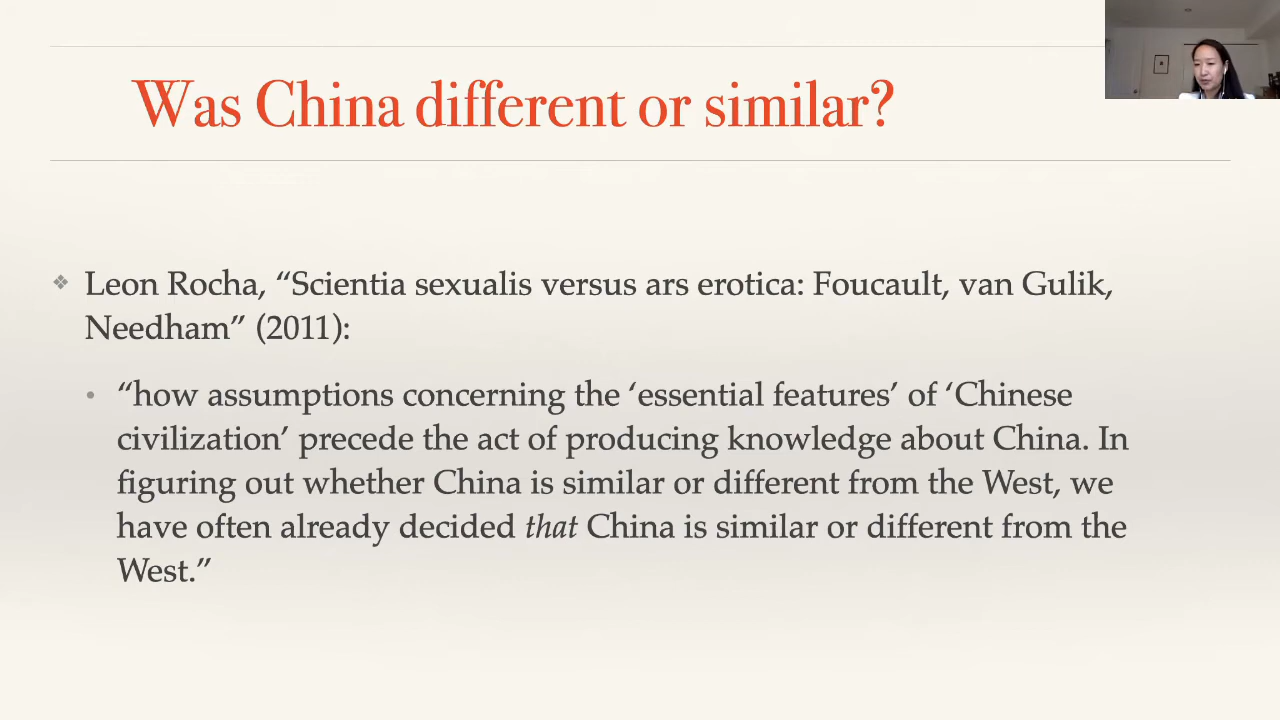 Was China different or similar?
Leon Rocha, “Scientia sexualis versus ars erotica: Foucault, van Gulik,
Needham” (2011):
“how assumptions concerning the ‘essential features’ of ‘Chinese
civilization’ precede the act of producing knowledge about China. In
figuring out whether China is similar or different from the West, we
have often already decided that China is similar or different from the
West.”